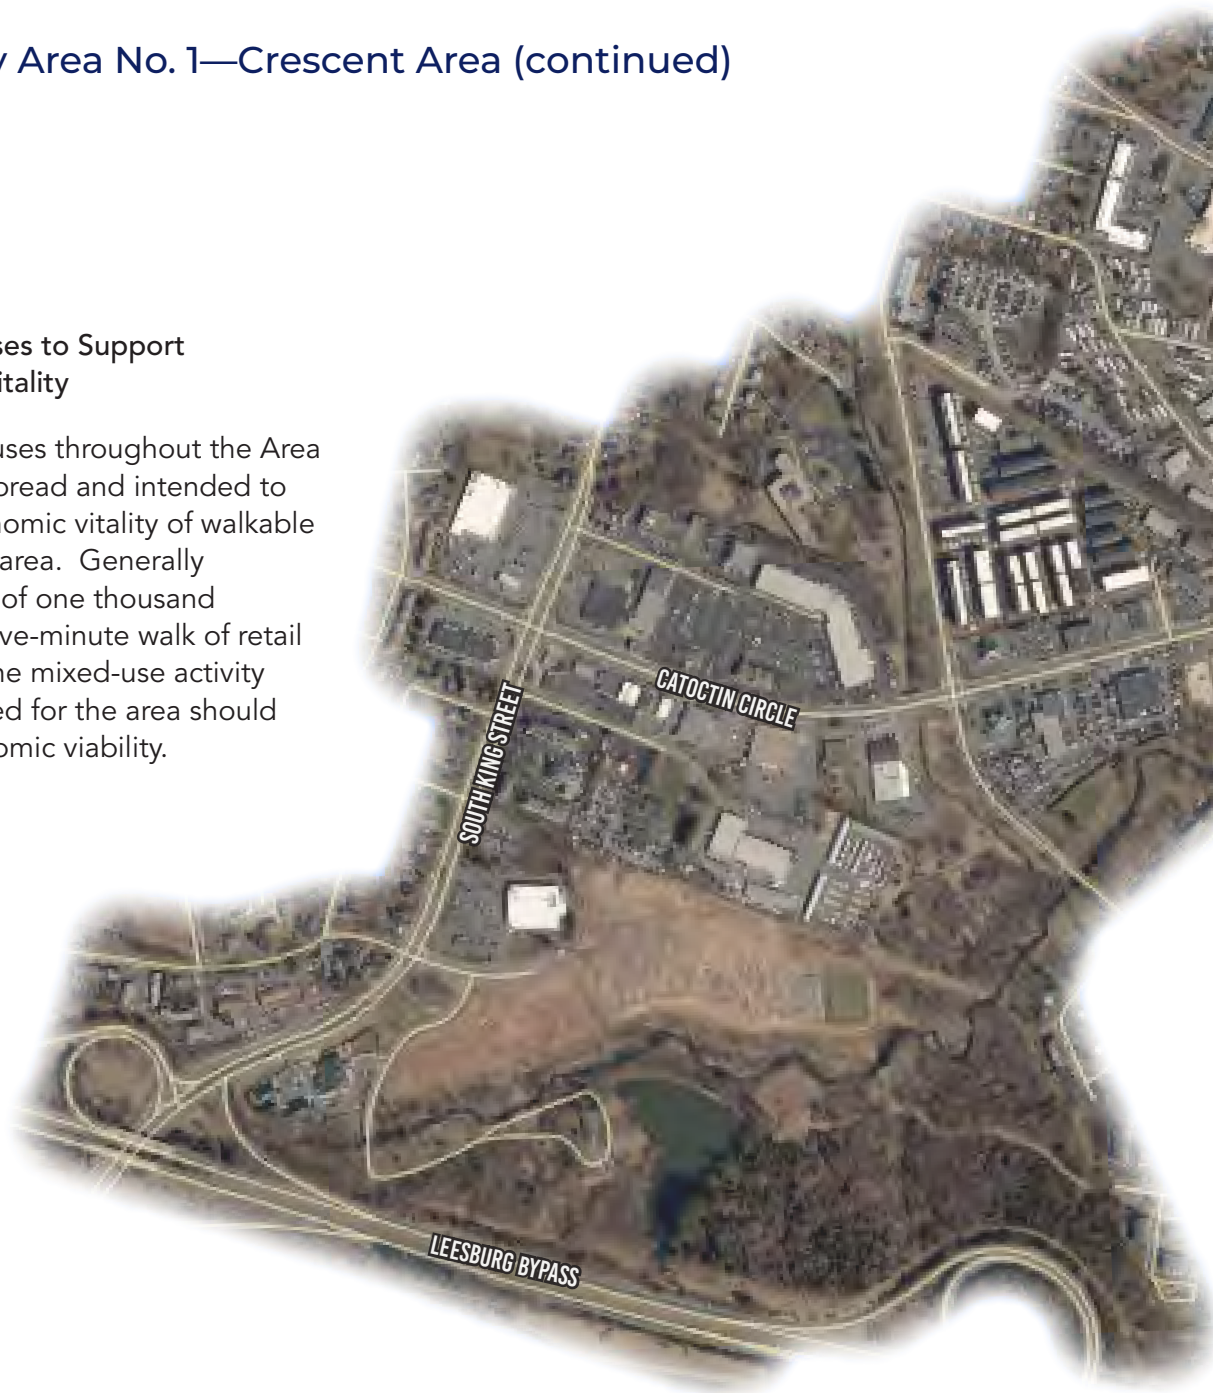 y Area No. 1—Crescent Area (continued)
ses to Support
itality
uses throughout the Area
pread and intended to
nomic vitality of walkable
area. Generally
of one thousand
ve-minute walk of retail
he mixed-use activity
ed for the area should
omic viability.
CATOCTIN CIRCLE
SOUTH KING STREET
LEESBURG BYPASS